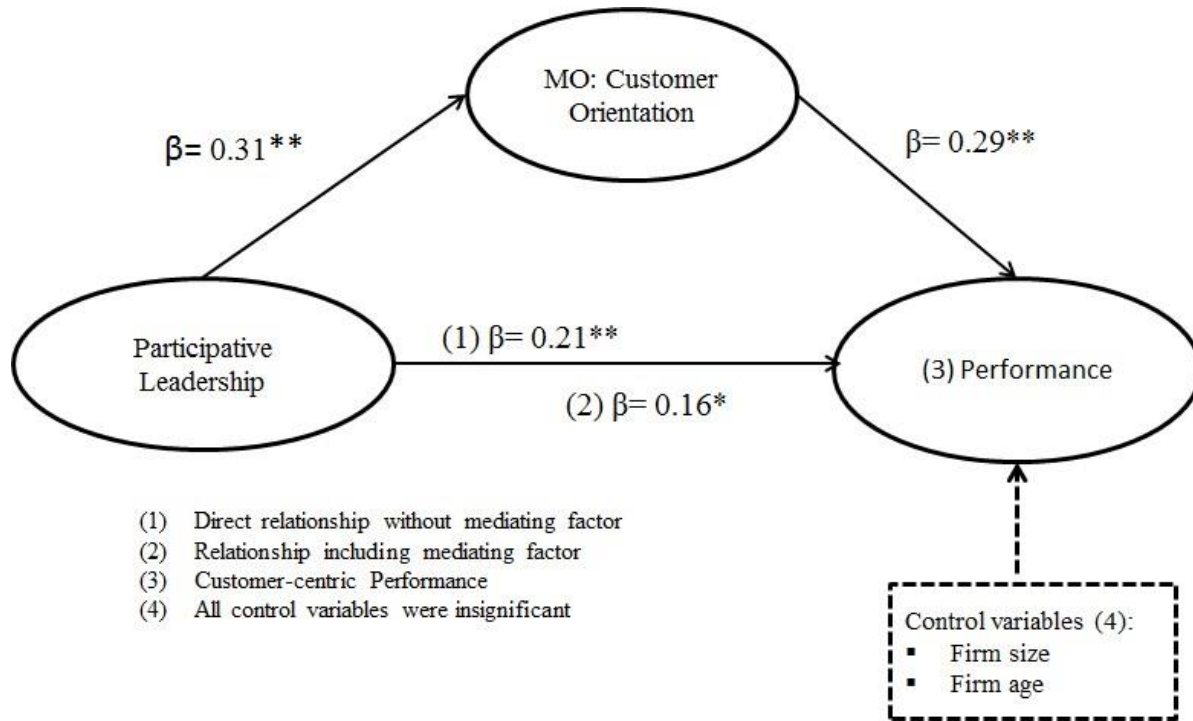 MO: Customer
Orientation
β= 0.31**
β= 0.29**
Participative
Leadership
(1) β= 0.21**
(2) β= 0.16*
(3) Performance
(1) Direct relationship without mediating factor
(2) Relationship including mediating factor
(3) Customer-centric Performance
(4) All control variables were insignificant
Control variables (4):
▪ Firm size
▪ Firm age